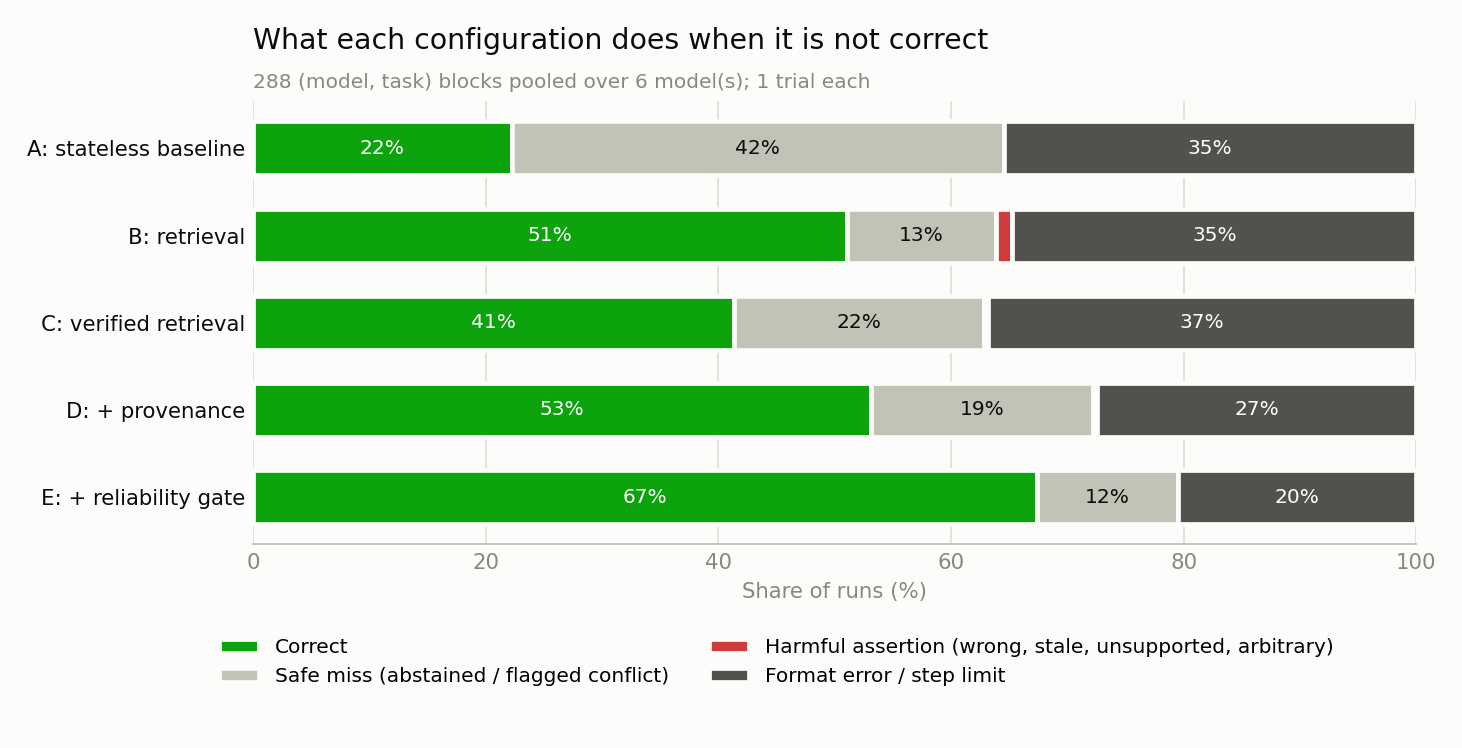 What each configuration does when it is not correct
288 (model, task) blocks pooled over 6 model(s); 1 trial each
A: stateless baseline
22%
42%
35%
B: retrieval
51%
13%
35%
C: verified retrieval
41%
22%
37%
D: + provenance
53%
19%
27%
E: + reliability gate
67%
12%
20%
0
20
40
60
80
100
Share of runs (%)
Correct
Safe miss (abstained / flagged conflict)
Harmful assertion (wrong, stale, unsupported, arbitrary)
Format error / step limit